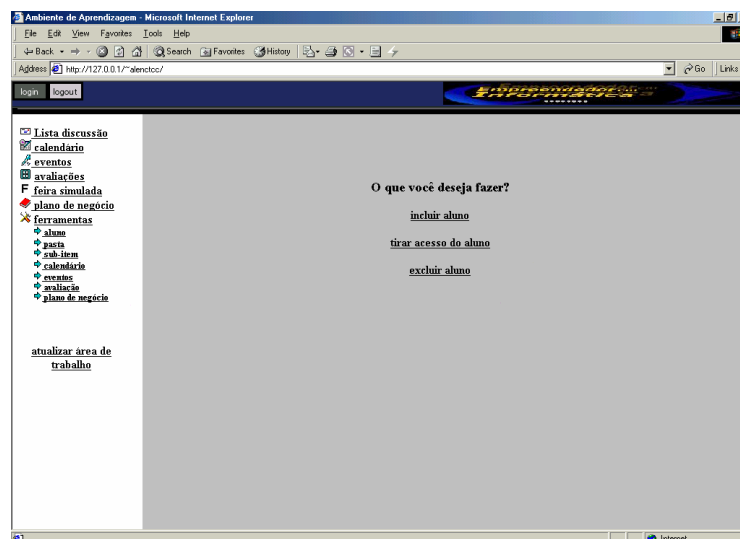 Ambiente de Aprendizagem - Microsoft Internet Explorer
File Edit View Favorites Tools Help
Back Search Favorites History
Address http://127.0.0.1/~alenctcc/ Go Links
login logout
Empreendedor em
Informática
Lista discussão
calendário
eventos
avaliações
F feira simulada
plano de negócio
ferramentas
aluno
pasta
sub-item
calendário
eventos
avaliação
plano de negócio
atualizar área de
trabalho
O que você deseja fazer?
incluir aluno
tirar acesso do aluno
excluir aluno
Internet